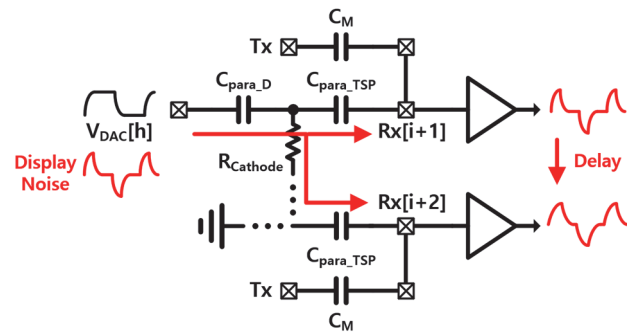 C_M
Tx
C_para_D
C_para_TSP
V_DAC[h]
Rx[i+1]
Display
Noise
R_Cathode
Delay
Rx[i+2]
C_para_TSP
Tx
C_M